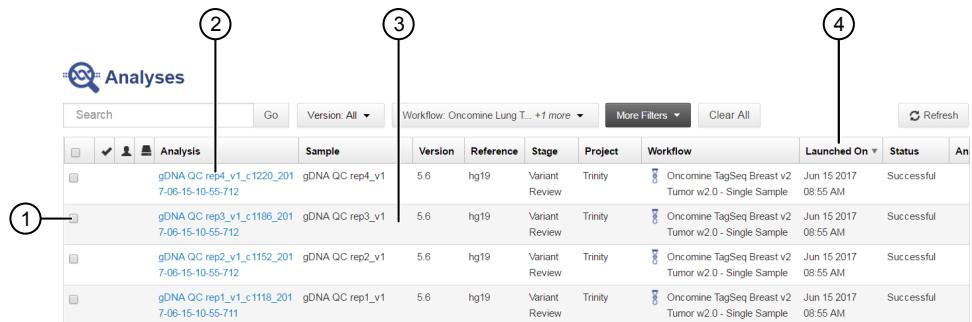 2 3 4
Analyses
Search Go Version: All Workflow: Oncomine Lung T... +1 more More Filters Clear All Refresh
Analysis Sample Version Reference Stage Project Workflow Launched On Status An
gDNA QC rep4_v1_c1220_201 gDNA QC rep4_v1 5.6 hg19 Variant Trinity Oncomine TagSeq Breast v2 Jun 15 2017 Successful
7-06-15-10-55-712 Review Tumor w2.0 - Single Sample 08:55 AM
1 gDNA QC rep3_v1_c1186_201 gDNA QC rep3_v1 5.6 hg19 Variant Trinity Oncomine TagSeq Breast v2 Jun 15 2017 Successful
7-06-15-10-55-712 Review Tumor w2.0 - Single Sample 08:55 AM
gDNA QC rep2_v1_c1152_201 gDNA QC rep2_v1 5.6 hg19 Variant Trinity Oncomine TagSeq Breast v2 Jun 15 2017 Successful
7-06-15-10-55-712 Review Tumor w2.0 - Single Sample 08:55 AM
gDNA QC rep1_v1_c1118_201 gDNA QC rep1_v1 5.6 hg19 Variant Trinity Oncomine TagSeq Breast v2 Jun 15 2017 Successful
7-06-15-10-55-711 Review Tumor w2.0 - Single Sample 08:55 AM